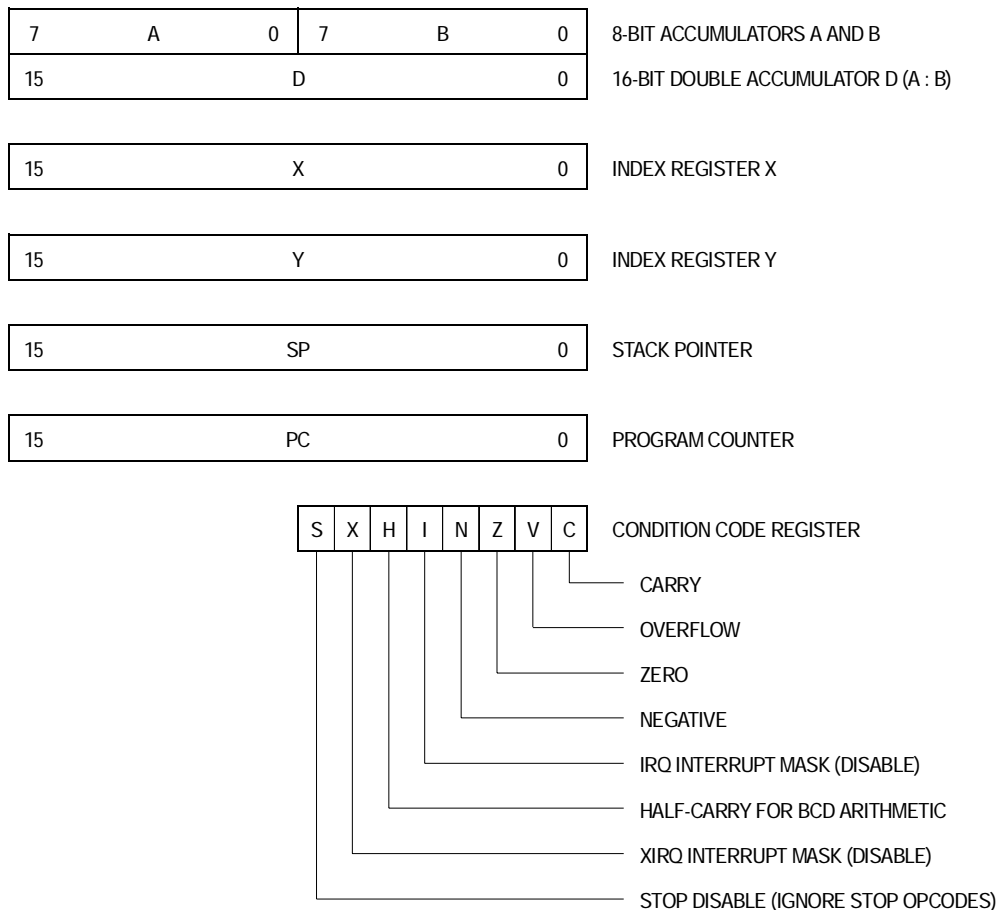 7 A 0 7 B 0 8-BIT ACCUMULATORS A AND B
15 D 0 16-BIT DOUBLE ACCUMULATOR D (A : B)
15 X 0 INDEX REGISTER X
15 Y 0 INDEX REGISTER Y
15 SP 0 STACK POINTER
15 PC 0 PROGRAM COUNTER
S X H I N Z V C CONDITION CODE REGISTER
CARRY
OVERFLOW
ZERO
NEGATIVE
IRQ INTERRUPT MASK (DISABLE)
HALF-CARRY FOR BCD ARITHMETIC
XIRQ INTERRUPT MASK (DISABLE)
STOP DISABLE (IGNORE STOP OPCODES)